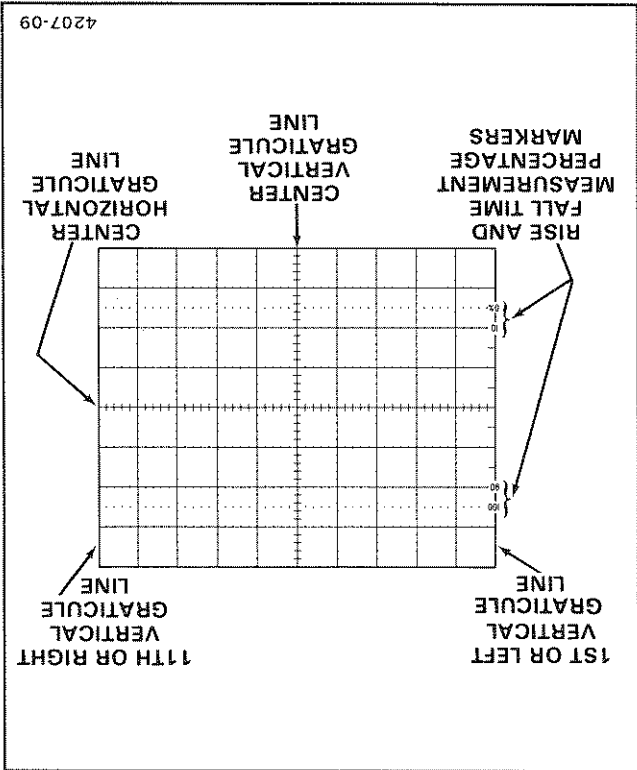 1ST OR LEFT
VERTICAL
GRATICULE
LINE
11TH OR RIGHT
VERTICAL
GRATICULE
LINE
100
90
10
0%
RISE AND
FALL TIME
MEASUREMENT
PERCENTAGE
MARKERS
CENTER
VERTICAL
GRATICULE
LINE
CENTER
HORIZONTAL
GRATICULE
LINE
4207-09